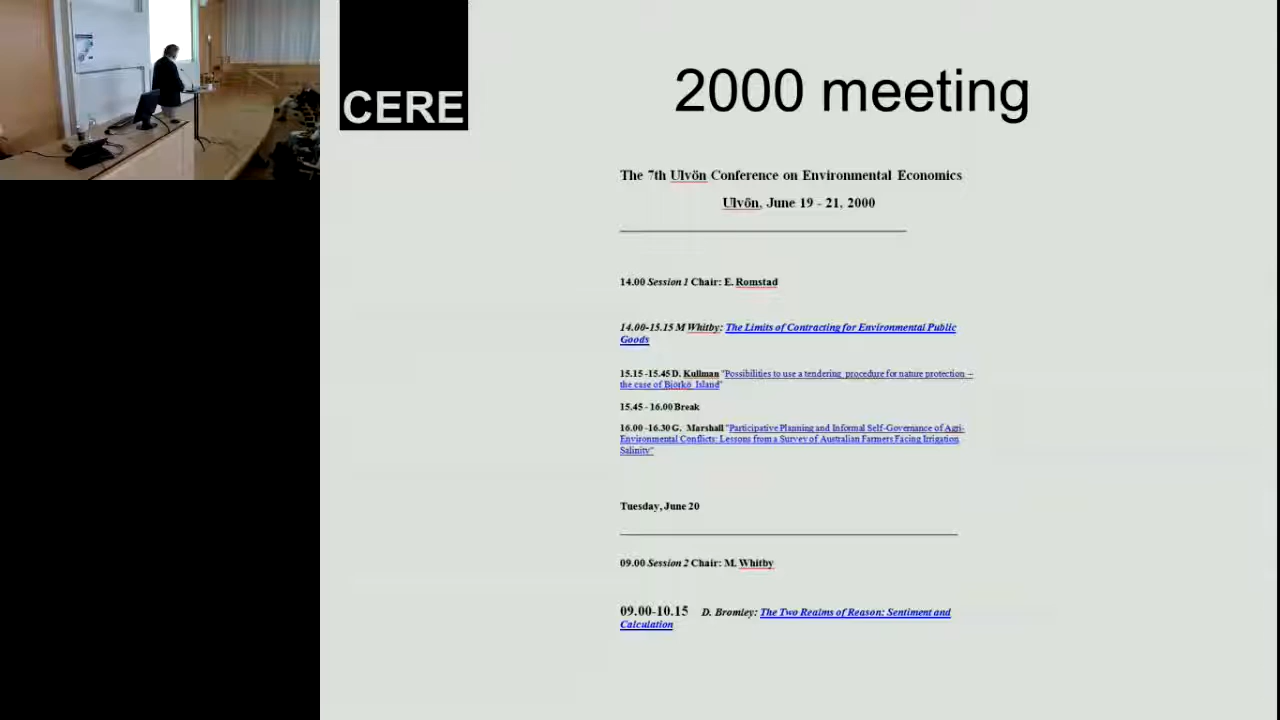 CERE
2000 meeting
The 7th Ulvön Conference on Environmental Economics
Ulvön, June 19 - 21, 2000
14.00 Session 1 Chair: E. Romstad
14.00-15.15 M Whitby: The Limits of Contracting for Environmental Public
Goods
15.15 -15.45 D. Kullman "Possibilities to use a tendering procedure for nature protection –
the case of Bjorkö Island"
15.45 - 16.00 Break
16.00 -16.30 G. Marshall "Participative Planning and Informal Self-Governance of Agri-
Environmental Conflicts: Lessons from a Survey of Australian Farmers Facing Irrigation
Salinity"
Tuesday, June 20
09.00 Session 2 Chair: M. Whitby
09.00-10.15 D. Bromley: The Two Realms of Reason: Sentiment and
Calculation